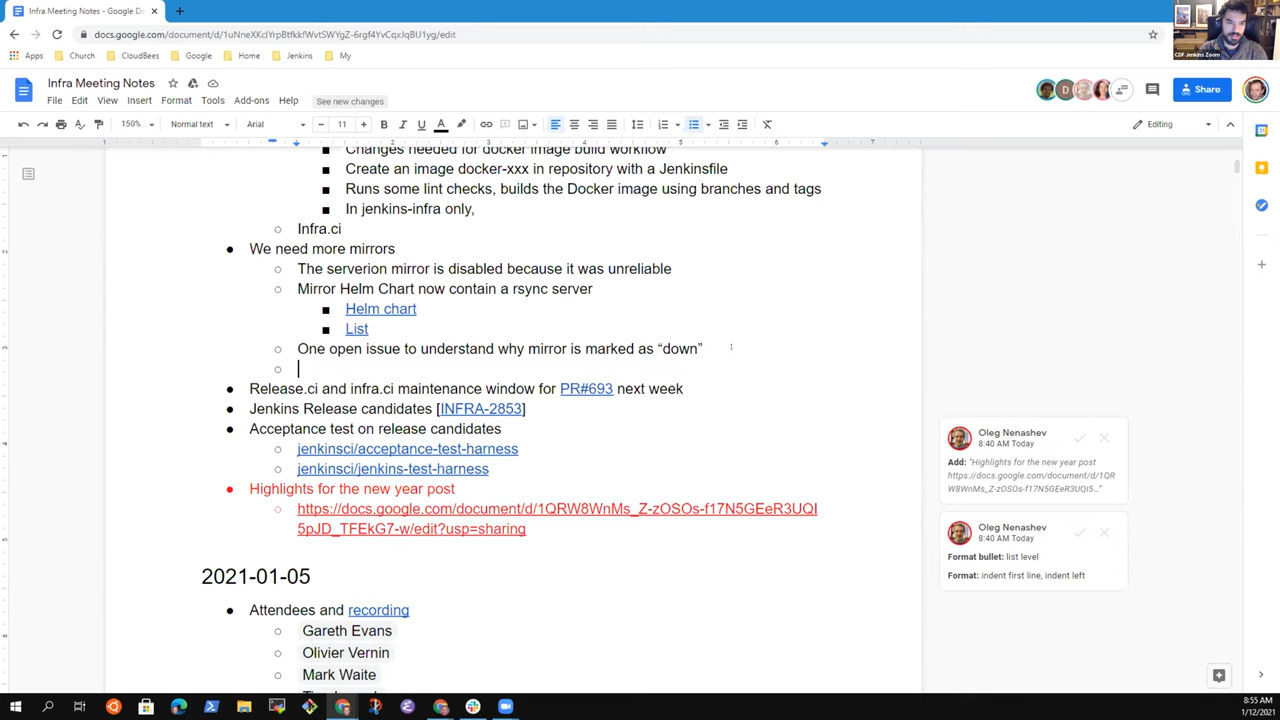 Infra Meeting Notes - Google Do
docs.google.com/document/d/1uNneXKclYrpBtfkkfWvtSWYgZ-6rgf4YvCqxJqBU1yg/edit
Apps Church CloudBees Google Home Jenkins My
CDF Jenkins Zoom
Infra Meeting Notes
File Edit View Insert Format Tools Add-ons Help See new changes
D
Share
150% Normal text Arial 11 B I U A Editing
1 1 2 3 4 5 6 7
Changes needed for docker image build workflow
Create an image docker-xxx in repository with a Jenkinsfile
Runs some lint checks, builds the Docker image using branches and tags
In jenkins-infra only,
Infra.ci
We need more mirrors
The serverion mirror is disabled because it was unreliable
Mirror Helm Chart now contain a rsync server
Helm chart
List
One open issue to understand why mirror is marked as “down”
Release.ci and infra.ci maintenance window for PR#693 next week
Jenkins Release candidates [INFRA-2853]
Acceptance test on release candidates
jenkinsci/acceptance-test-harness
jenkinsci/jenkins-test-harness
Highlights for the new year post
https://docs.google.com/document/d/1QRW8WnMs_Z-zOSOs-f17N5GEeR3UQI
5pJD_TFEkG7-w/edit?usp=sharing
2021-01-05
Attendees and recording
Gareth Evans
Olivier Vernin
Mark Waite
Oleg Nenashev
8:40 AM Today
Add: “Highlights for the new year post
https://docs.google.com/document/d/1QR
W8WnMs_Z-zOSOs-f17N5GEeR3UQI5...”
Oleg Nenashev
8:40 AM Today
Format bullet: list level
Format: indent first line, indent left
8:55 AM
1/12/2021